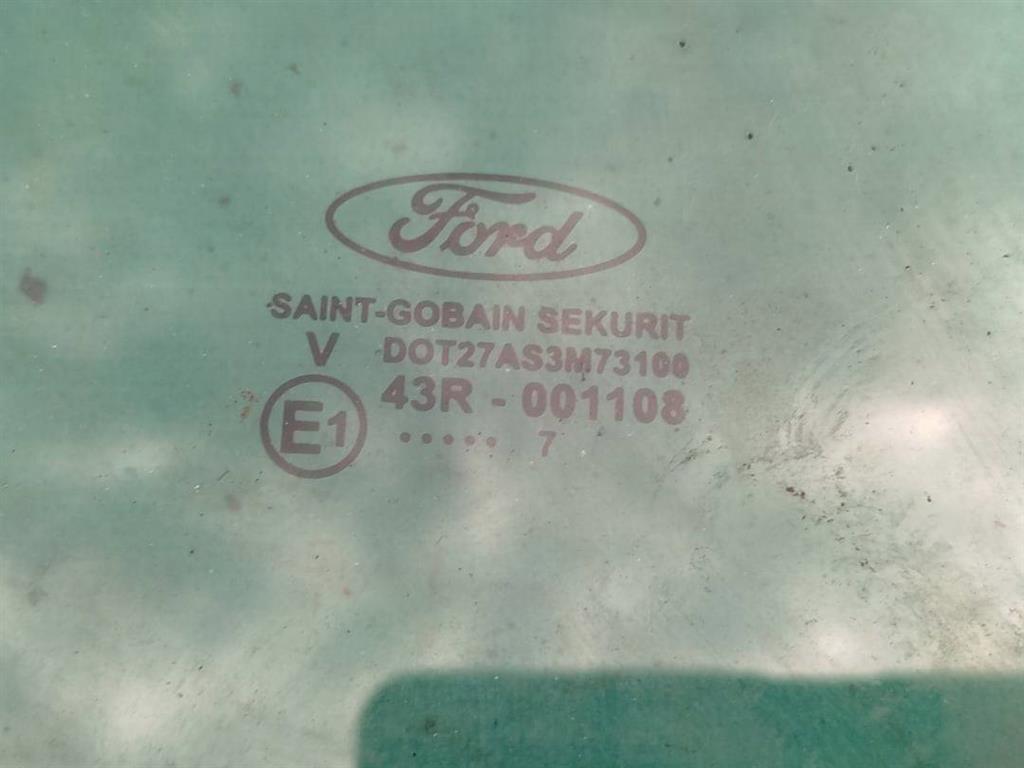 Ford
SAINT-GOBAIN SEKURIT
V DOT27AS3M73100
E1 43R - 001108
..... 7